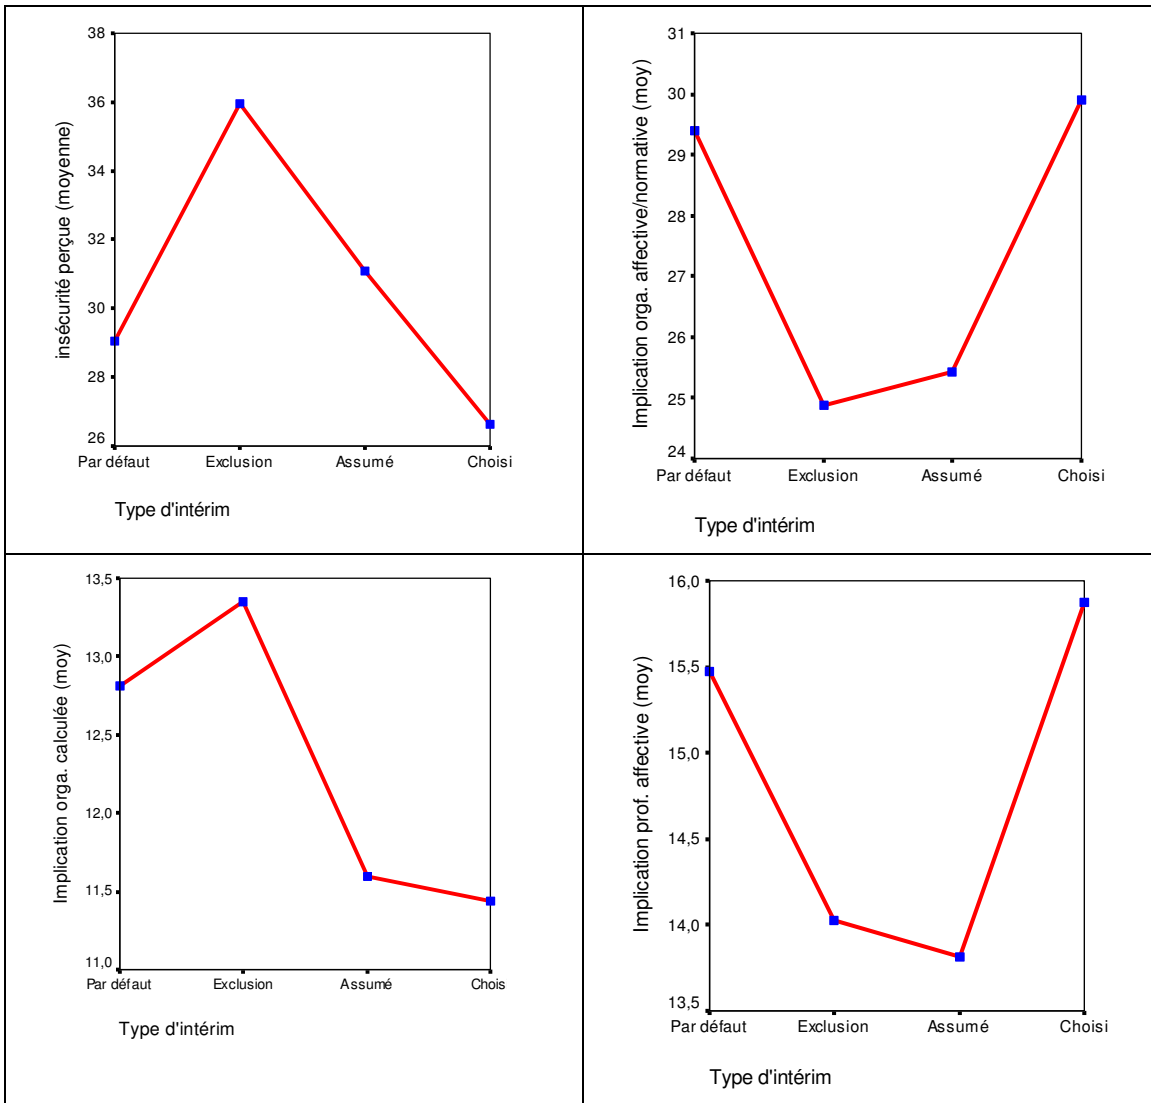 38
36
34
32
30
28
26
insécurité perçue (moyenne)
Par défaut Exclusion Assumé Choisi
Type d'intérim
31
30
29
28
27
26
25
24
Implication orga. affective/normative (moy)
Par défaut Exclusion Assumé Choisi
Type d'intérim
13,5
13,0
12,5
12,0
11,5
11,0
Implication orga. calculée (moy)
Par défaut Exclusion Assumé Chois
Type d'intérim
16,0
15,5
15,0
14,5
14,0
13,5
Implication prof. affective (moy)
Par défaut Exclusion Assumé Choisi
Type d'intérim